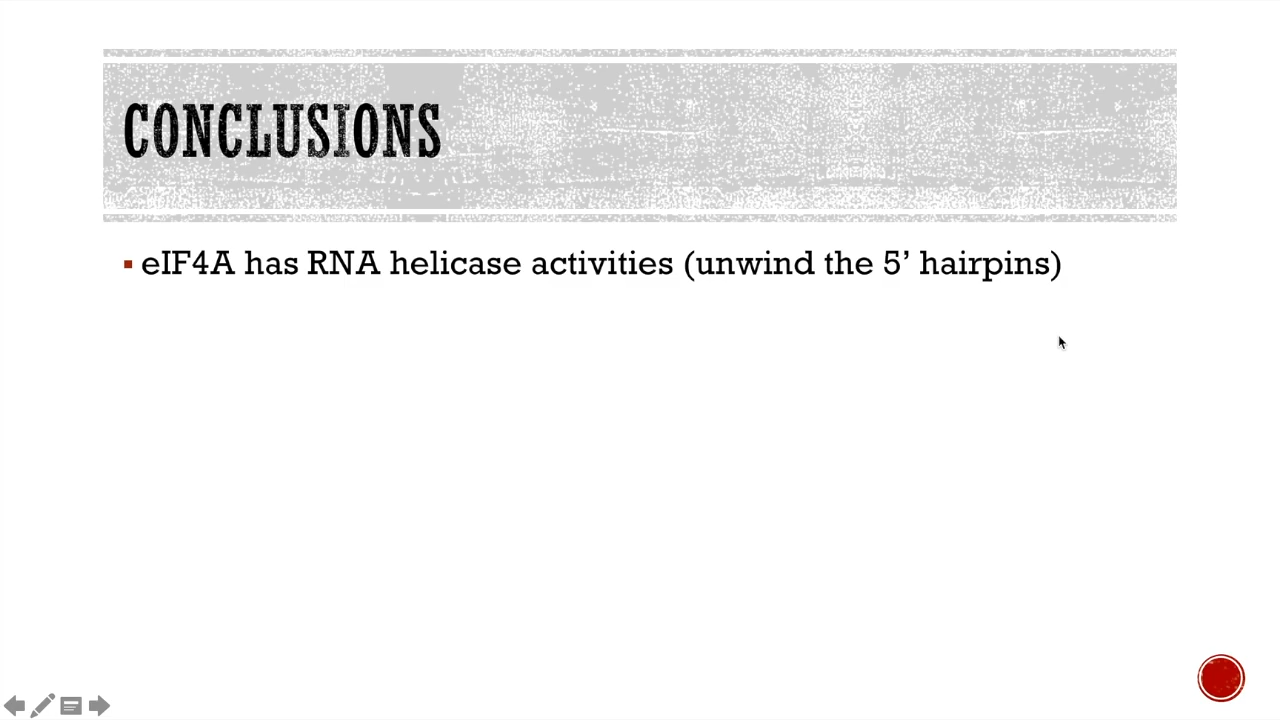 CONCLUSIONS
▪ eIF4A has RNA helicase activities (unwind the 5’ hairpins)